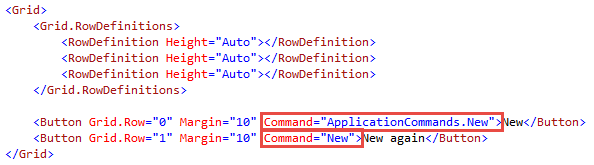 <Grid>
<Grid.RowDefinitions>
<RowDefinition Height="Auto"></RowDefinition>
<RowDefinition Height="Auto"></RowDefinition>
<RowDefinition Height="Auto"></RowDefinition>
</Grid.RowDefinitions>
<Button Grid.Row="0" Margin="10" Command="ApplicationCommands.New">New</Button>
<Button Grid.Row="1" Margin="10" Command="New">New again</Button>
</Grid>